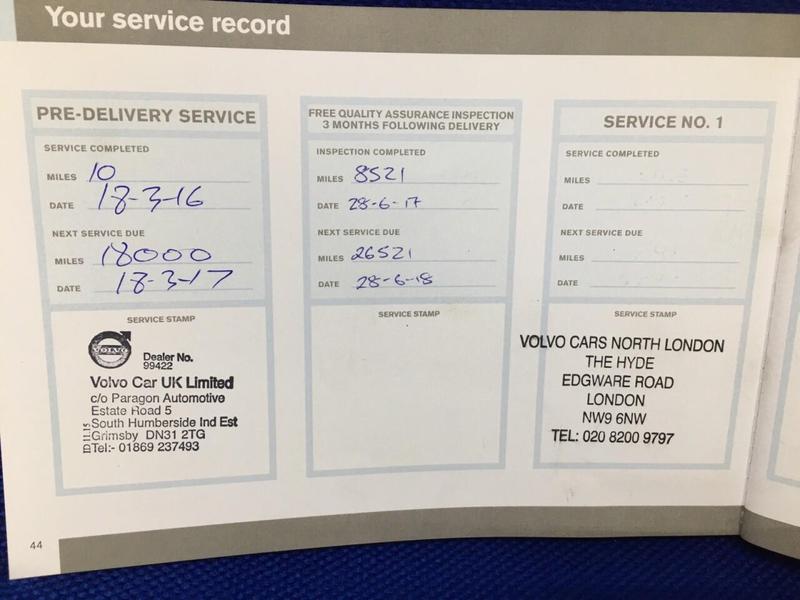 Your service record
PRE-DELIVERY SERVICE
SERVICE COMPLETED
MILES 10
DATE 18-3-16
NEXT SERVICE DUE
MILES 18000
DATE 18-3-17
SERVICE STAMP
VOLVO
Dealer No.
99422
Volvo Car UK Limited
c/o Paragon Automotive
Estate Road 5
South Humberside Ind Est
Grimsby DN31 2TG
Tel:- 01869 237493
FREE QUALITY ASSURANCE INSPECTION
3 MONTHS FOLLOWING DELIVERY
INSPECTION COMPLETED
MILES 8521
DATE 28-6-17
NEXT SERVICE DUE
MILES 26521
DATE 28-6-18
SERVICE STAMP
SERVICE NO. 1
SERVICE COMPLETED
MILES
DATE
NEXT SERVICE DUE
MILES
DATE
SERVICE STAMP
VOLVO CARS NORTH LONDON
THE HYDE
EDGWARE ROAD
LONDON
NW9 6NW
TEL: 020 8200 9797
44